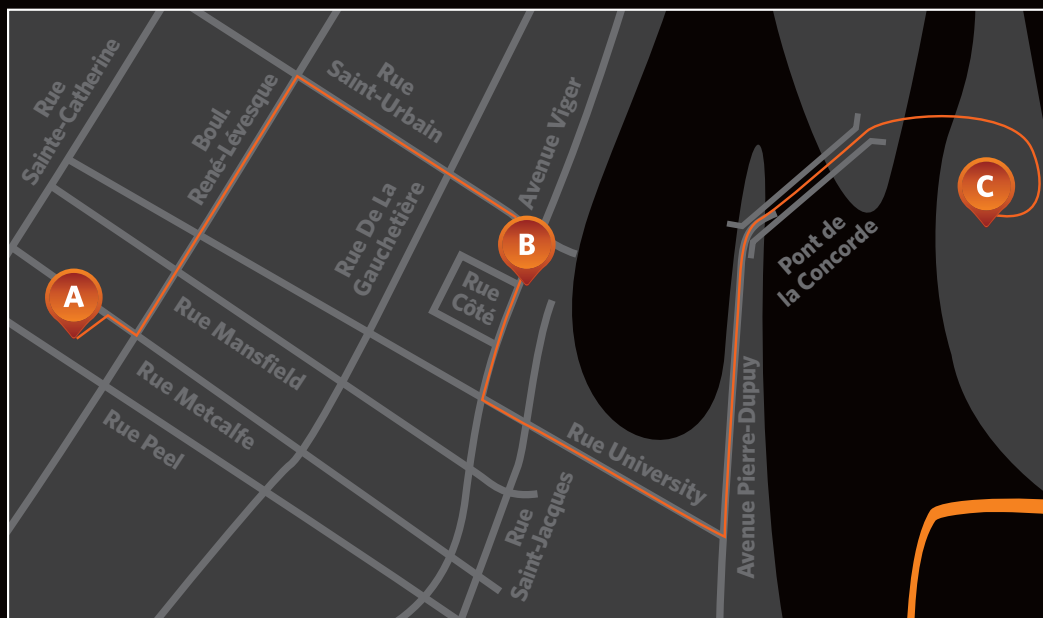 Rue
Sainte-Catherine
Boul.
René-Lévesque
Rue
Saint-Urbain
Avenue Viger
Rue De La
Gauchetière
A
B
C
Rue
Côté
Pont de
la Concorde
Rue Mansfield
Rue Metcalfe
Rue Peel
Rue University
Rue
Saint-Jacques
Avenue Pierre-Dupuy